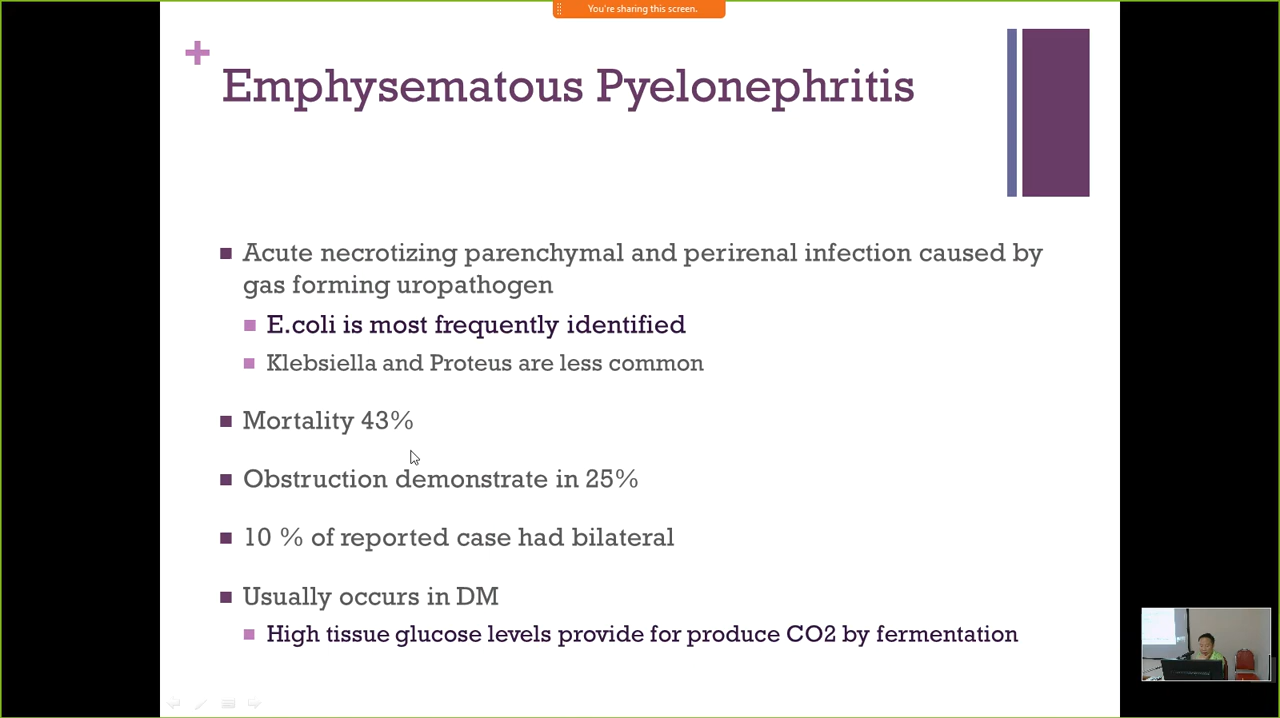 You're sharing this screen.
+
Emphysematous Pyelonephritis
Acute necrotizing parenchymal and perirenal infection caused by
gas forming uropathogen
E.coli is most frequently identified
Klebsiella and Proteus are less common
Mortality 43%
Obstruction demonstrate in 25%
10 % of reported case had bilateral
Usually occurs in DM
High tissue glucose levels provide for produce CO2 by fermentation